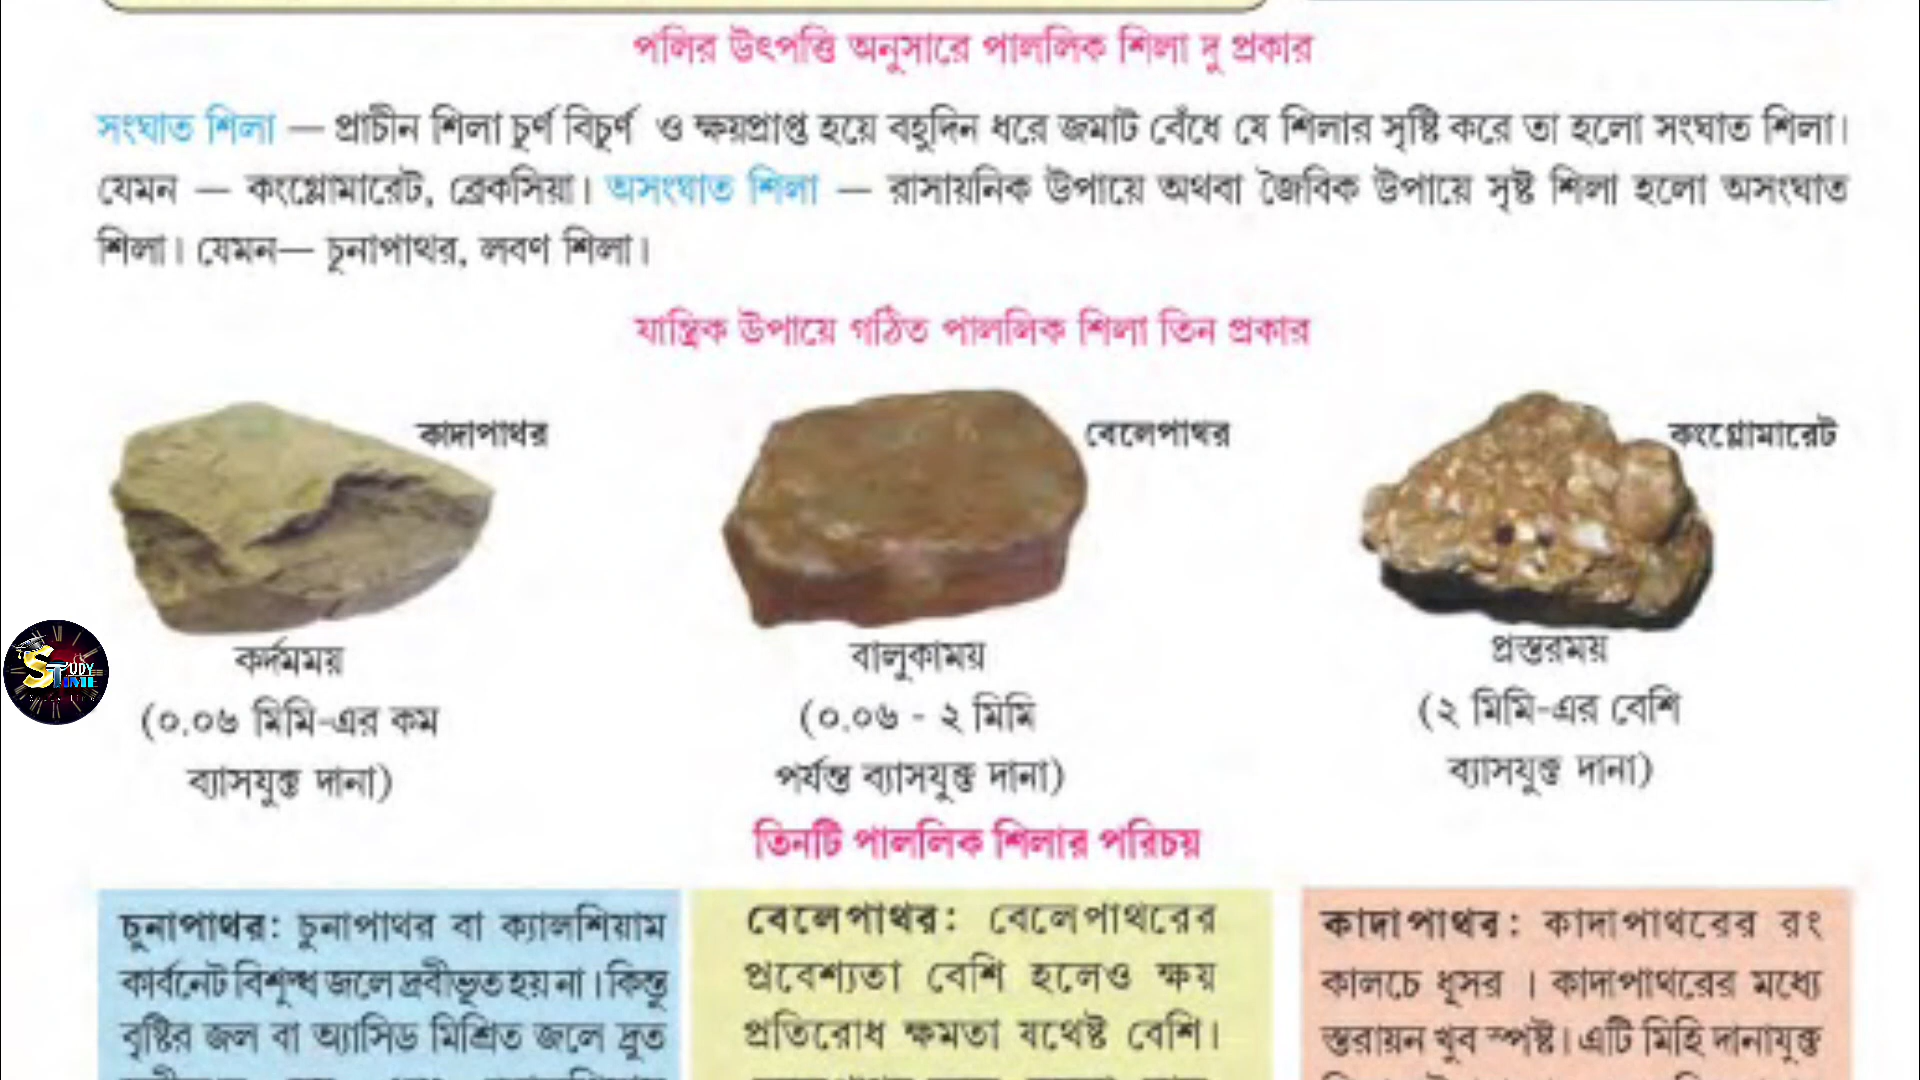 পলির উৎপত্তি অনুসারে পাললিক শিলা দু প্রকার
সংঘাত শিলা — প্রাচীন শিলা চূর্ণ বিচূর্ণ ও ক্ষয়প্রাপ্ত হয়ে বহুদিন ধরে জমাট বেঁধে যে শিলার সৃষ্টি করে তা হলো সংঘাত শিলা।
যেমন — কংগ্লোমারেট, ব্রেকসিয়া। অসংঘাত শিলা — রাসায়নিক উপায়ে অথবা জৈবিক উপায়ে সৃষ্ট শিলা হলো অসংঘাত
শিলা। যেমন— চূনাপাথর, লবণ শিলা।
যান্ত্রিক উপায়ে গঠিত পাললিক শিলা তিন প্রকার
কাদাপাথর
বেলেপাথর
কংগ্লোমারেট
কর্দমময়
(০.০৬ মিমি-এর কম
ব্যাসযুক্ত দানা)
বালুকাময়
(০.০৬ - ২ মিমি
পর্যন্ত ব্যাসযুক্ত দানা)
প্রস্তরময়
(২ মিমি-এর বেশি
ব্যাসযুক্ত দানা)
STUDY
TIME
তিনটি পাললিক শিলার পরিচয়
চুনাপাথর: চুনাপাথর বা ক্যালশিয়াম
কার্বনেট বিশুদ্ধ জলে দ্রবীভূত হয় না। কিন্তু
বৃষ্টির জল বা অ্যাসিড মিশ্রিত জলে দ্রুত
বেলেপাথর: বেলেপাথরের
প্রবেশ্যতা বেশি হলেও ক্ষয়
প্রতিরোধ ক্ষমতা যথেষ্ট বেশি।
কাদাপাথর: কাদাপাথরের রং
কালচে ধূসর । কাদাপাথরের মধ্যে
স্তরায়ন খুব স্পষ্ট। এটি মিহি দানাযুক্ত